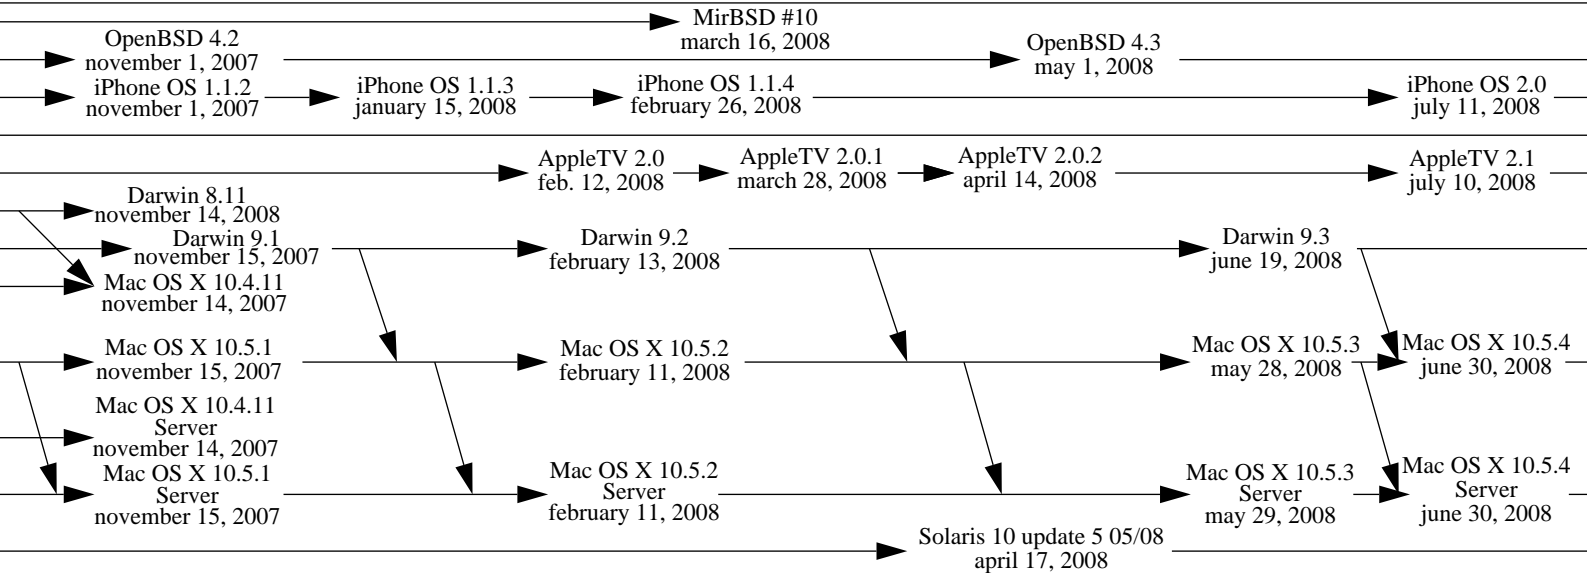 MirBSD #10
march 16, 2008
OpenBSD 4.2
november 1, 2007
OpenBSD 4.3
may 1, 2008
iPhone OS 1.1.2
november 1, 2007
iPhone OS 1.1.3
january 15, 2008
iPhone OS 1.1.4
february 26, 2008
iPhone OS 2.0
july 11, 2008
AppleTV 2.0
feb. 12, 2008
AppleTV 2.0.1
march 28, 2008
AppleTV 2.0.2
april 14, 2008
AppleTV 2.1
july 10, 2008
Darwin 8.11
november 14, 2008
Darwin 9.1
november 15, 2007
Darwin 9.2
february 13, 2008
Darwin 9.3
june 19, 2008
Mac OS X 10.4.11
november 14, 2007
Mac OS X 10.5.1
november 15, 2007
Mac OS X 10.5.2
february 11, 2008
Mac OS X 10.5.3
may 28, 2008
Mac OS X 10.5.4
june 30, 2008
Mac OS X 10.4.11
Server
november 14, 2007
Mac OS X 10.5.1
Server
november 15, 2007
Mac OS X 10.5.2
Server
february 11, 2008
Mac OS X 10.5.3
Server
may 29, 2008
Mac OS X 10.5.4
Server
june 30, 2008
Solaris 10 update 5 05/08
april 17, 2008